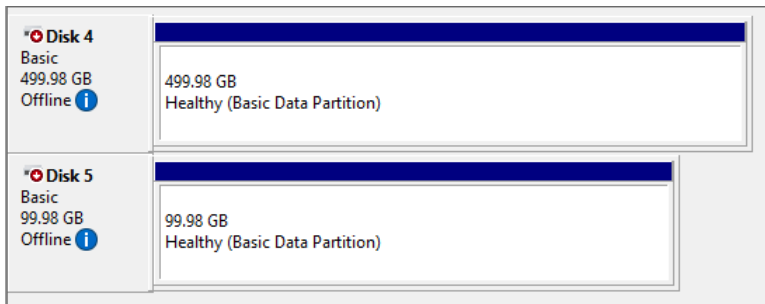 Disk 4
Basic
499.98 GB
Offline
499.98 GB
Healthy (Basic Data Partition)
Disk 5
Basic
99.98 GB
Offline
99.98 GB
Healthy (Basic Data Partition)